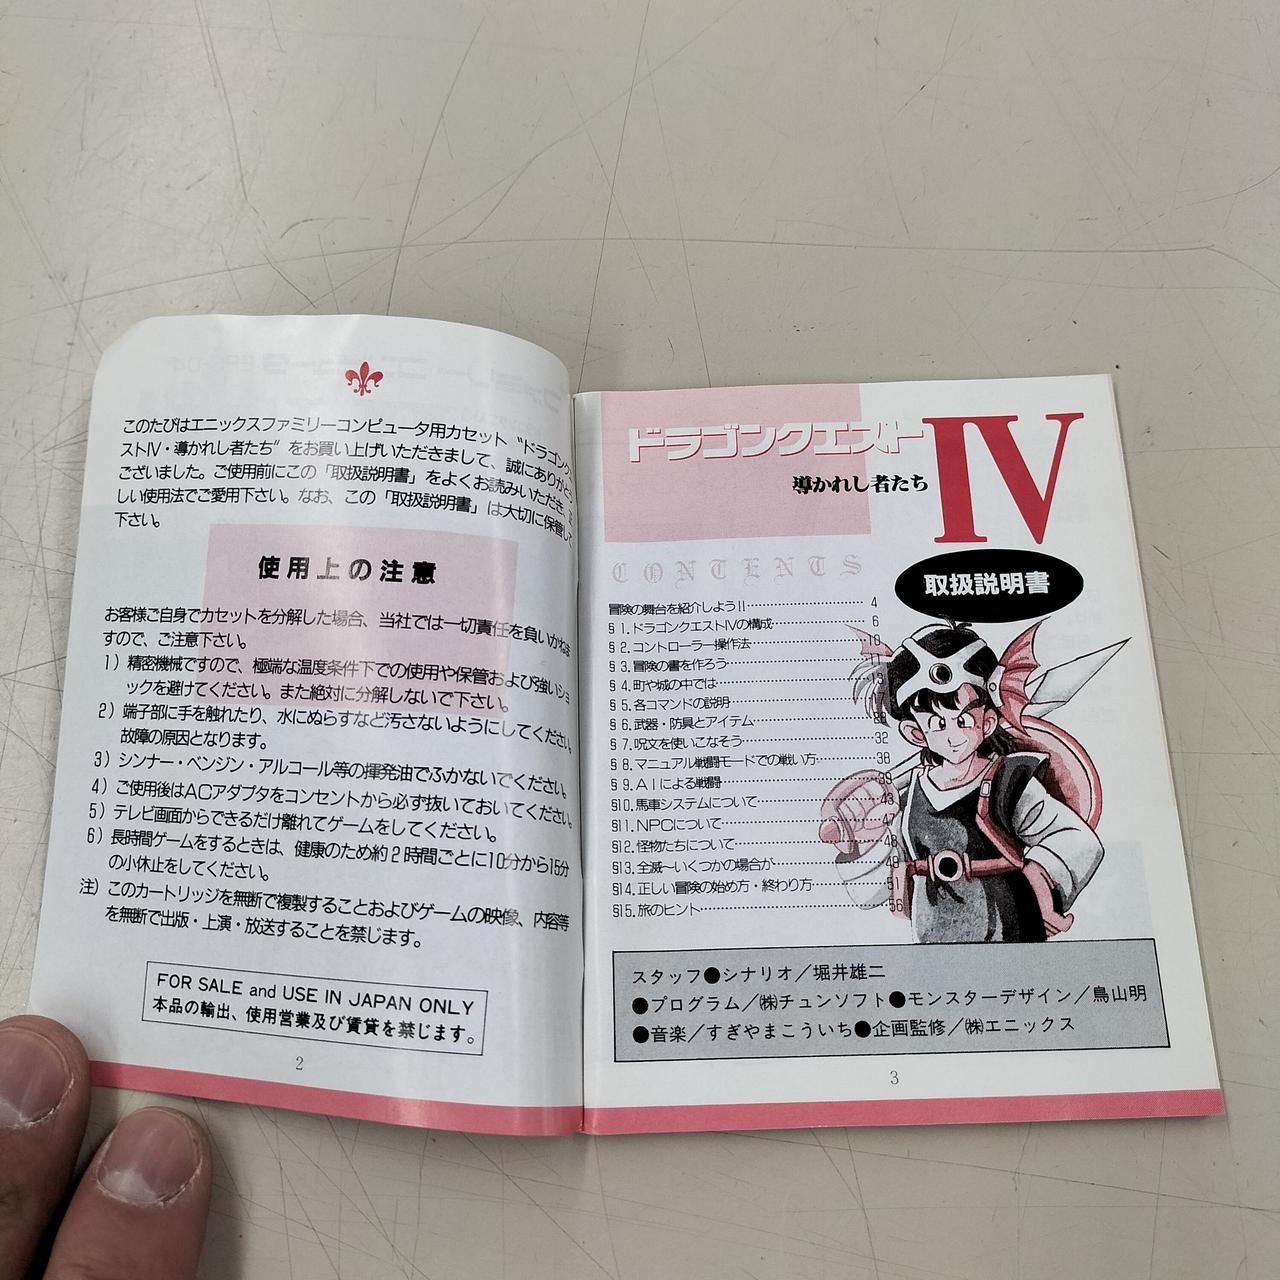 このたびはエニックスファミリーコンピュータ用カセット〝ドラゴンクエ
ストⅣ・導かれし者たち〟をお買い上げいただきまして、誠にありがとう
ございました。ご使用前にこの「取扱説明書」をよくお読みいただき、正
しい使用法でご愛用下さい。なお、この「取扱説明書」は大切に保管して
下さい。
使用上の注意
お客様ご自身でカセットを分解した場合、当社では一切責任を負いかねま
すので、ご注意下さい。
1）精密機械ですので、極端な温度条件下での使用や保管および強いショ
ックを避けてください。また絶対に分解しないで下さい。
2）端子部に手を触れたり、水にぬらすなど汚さないようにしてください。
故障の原因となります。
3）シンナー・ベンジン・アルコール等の揮発油でふかないでください。
4）ご使用後はACアダプタをコンセントから必ず抜いておいてください。
5）テレビ画面からできるだけ離れてゲームをしてください。
6）長時間ゲームをするときは、健康のため約2時間ごとに10分から15分
の小休止をしてください。
注）このカートリッジを無断で複製することおよびゲームの映像、内容等
を無断で出版・上演・放送することを禁じます。
FOR SALE and USE IN JAPAN ONLY
本品の輸出、使用営業及び賃貸を禁じます。
2
ドラゴンクエストIV
導かれし者たち
取扱説明書
CONTENTS
冒険の舞台を紹介しよう!!…………4
§1.ドラゴンクエストⅣの構成…………6
§2.コントローラー操作法…………10
§3.冒険の書を作ろう…………11
§4.町や城の中では…………13
§5.各コマンドの説明…………
§6.武器・防具とアイテム…………
§7.呪文を使いこなそう…………32
§8.マニュアル戦闘モードでの戦い方…………38
§9.AIによる戦闘…………39
§10.馬車システムについて…………43
§11.NPCについて…………47
§12.怪物たちについて…………48
§13.全滅〜いくつかの場合が…………49
§14.正しい冒険の始め方・終わり方…………51
§15.旅のヒント…………56
スタッフ●シナリオ／堀井雄二
●プログラム／㈱チュンソフト●モンスターデザイン／鳥山明
●音楽／すぎやまこういち●企画監修／㈱エニックス
3